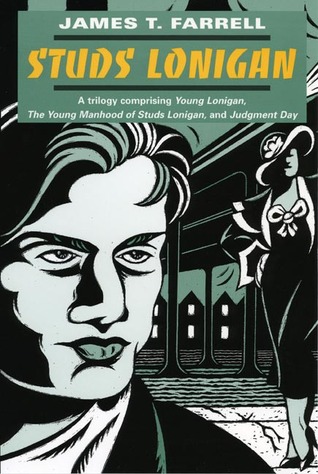 JAMES T. FARRELL
STUDS LONIGAN
A trilogy comprising Young Lonigan,
The Young Manhood of Studs Lonigan, and Judgment Day